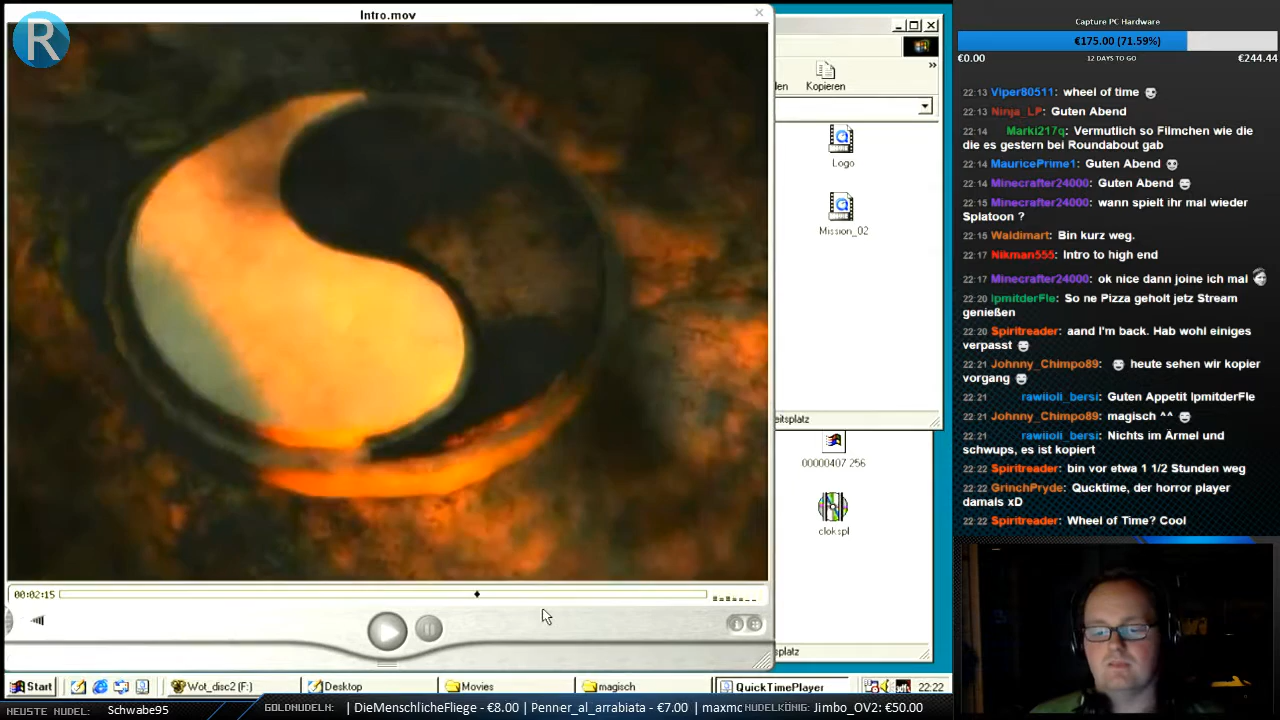 Intro.mov
R
den
Kopieren
»
Logo
Mission_02
eitsplatz
00000407 256
clokspl
splatz
00:02:15
Start
Wot_disc2 (F:)
Desktop
Movies
magisch
QuickTimePlayer
22:22
NEUSTE NUDEL:
Schwabe95
GOLDNUDELN:
| DieMenschlicheFliege - €8.00 | Penner_al_arrabiata - €7.00 | maxmc
NUDELKÖNIG:
Jimbo_OV2: €50.00
Capture PC Hardware
€175.00 (71.59%)
€0.00
12 DAYS TO GO
€244.44
22:13 Viper80511: wheel of time
22:13 Ninja_LP: Guten Abend
22:14 Marki217q: Vermutlich so Filmchen wie die
die es gestern bei Roundabout gab
22:14 MauricePrime1: Guten Abend
22:14 Minecrafter24000: Guten Abend
22:15 Minecrafter24000: wann spielt ihr mal wieder
Splatoon ?
22:15 Waldimart: Bin kurz weg.
22:17 Nikman555: Intro to high end
22:17 Minecrafter24000: ok nice dann joine ich mal
22:20 IpmitderFle: So ne Pizza geholt jetz Stream
genießen
22:20 Spiritreader: aand I'm back. Hab wohl einiges
verpasst
22:21 Johnny_Chimpo89: heute sehen wir kopier
vorgang
22:21 rawiioli_bersi: Guten Appetit IpmitderFle
22:21 Johnny_Chimpo89: magisch ^^
22:21 rawiioli_bersi: Nichts im Ärmel und
schwups, es ist kopiert
22:22 Spiritreader: bin vor etwa 1 1/2 Stunden weg
22:22 GrinchPryde: Qucktime, der horror player
damals xD
22:22 Spiritreader: Wheel of Time? Cool